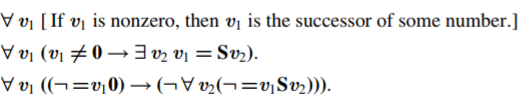 ∀ v₁ [ If v₁ is nonzero, then v₁ is the successor of some number.]
∀ v₁ (v₁ ≠ 0 → ∃ v₂ v₁ = Sv₂).
∀ v₁ ((¬ =v₁0) → (¬ ∀ v₂(¬ =v₁Sv₂))).